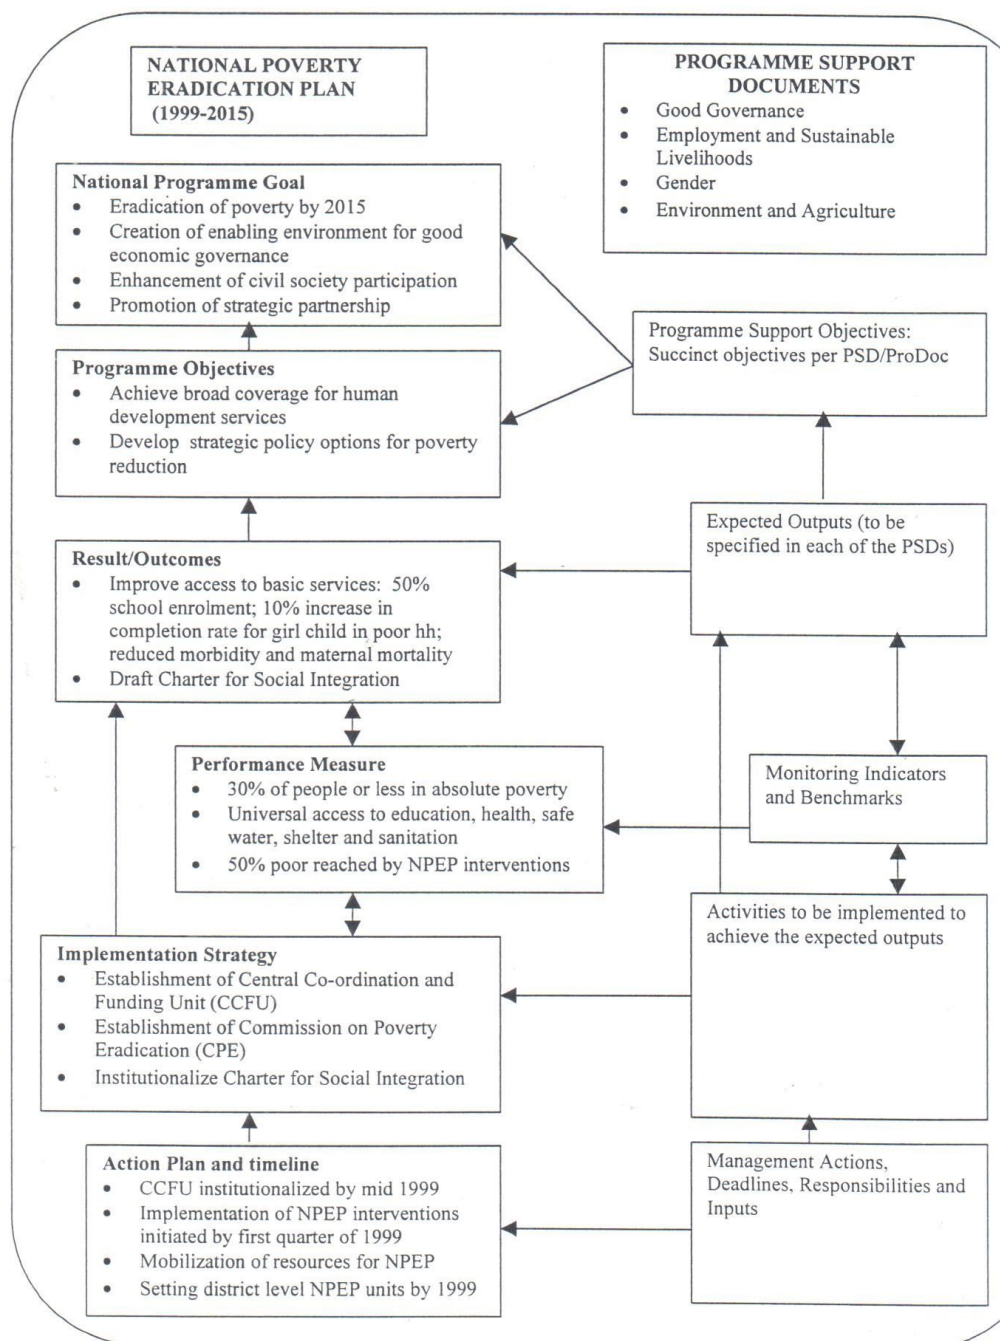 NATIONAL POVERTY
ERADICATION PLAN
(1999-2015)
PROGRAMME SUPPORT
DOCUMENTS
• Good Governance
• Employment and Sustainable
Livelihoods
• Gender
• Environment and Agriculture
National Programme Goal
• Eradication of poverty by 2015
• Creation of enabling environment for good
economic governance
• Enhancement of civil society participation
• Promotion of strategic partnership
Programme Support Objectives:
Succinct objectives per PSD/ProDoc
Programme Objectives
• Achieve broad coverage for human
development services
• Develop strategic policy options for poverty
reduction
Expected Outputs (to be
specified in each of the PSDs)
Result/Outcomes
• Improve access to basic services: 50%
school enrolment; 10% increase in
completion rate for girl child in poor hh;
reduced morbidity and maternal mortality
• Draft Charter for Social Integration
Performance Measure
• 30% of people or less in absolute poverty
• Universal access to education, health, safe
water, shelter and sanitation
• 50% poor reached by NPEP interventions
Monitoring Indicators
and Benchmarks
Activities to be implemented to
achieve the expected outputs
Implementation Strategy
• Establishment of Central Co-ordination and
Funding Unit (CCFU)
• Establishment of Commission on Poverty
Eradication (CPE)
• Institutionalize Charter for Social Integration
Action Plan and timeline
• CCFU institutionalized by mid 1999
• Implementation of NPEP interventions
initiated by first quarter of 1999
• Mobilization of resources for NPEP
• Setting district level NPEP units by 1999
Management Actions,
Deadlines, Responsibilities and
Inputs